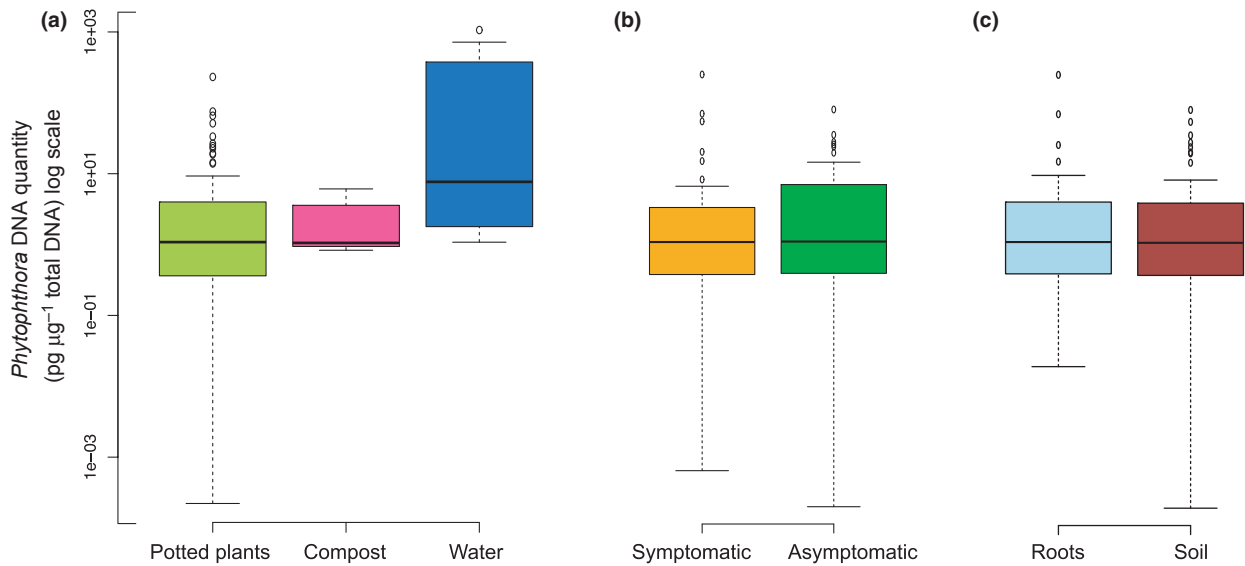 (a)
(b)
(c)
Phytophthora DNA quantity
(pg µg⁻¹ total DNA) log scale
1e+03
1e+01
1e−01
1e−03
Potted plants
Compost
Water
Symptomatic
Asymptomatic
Roots
Soil